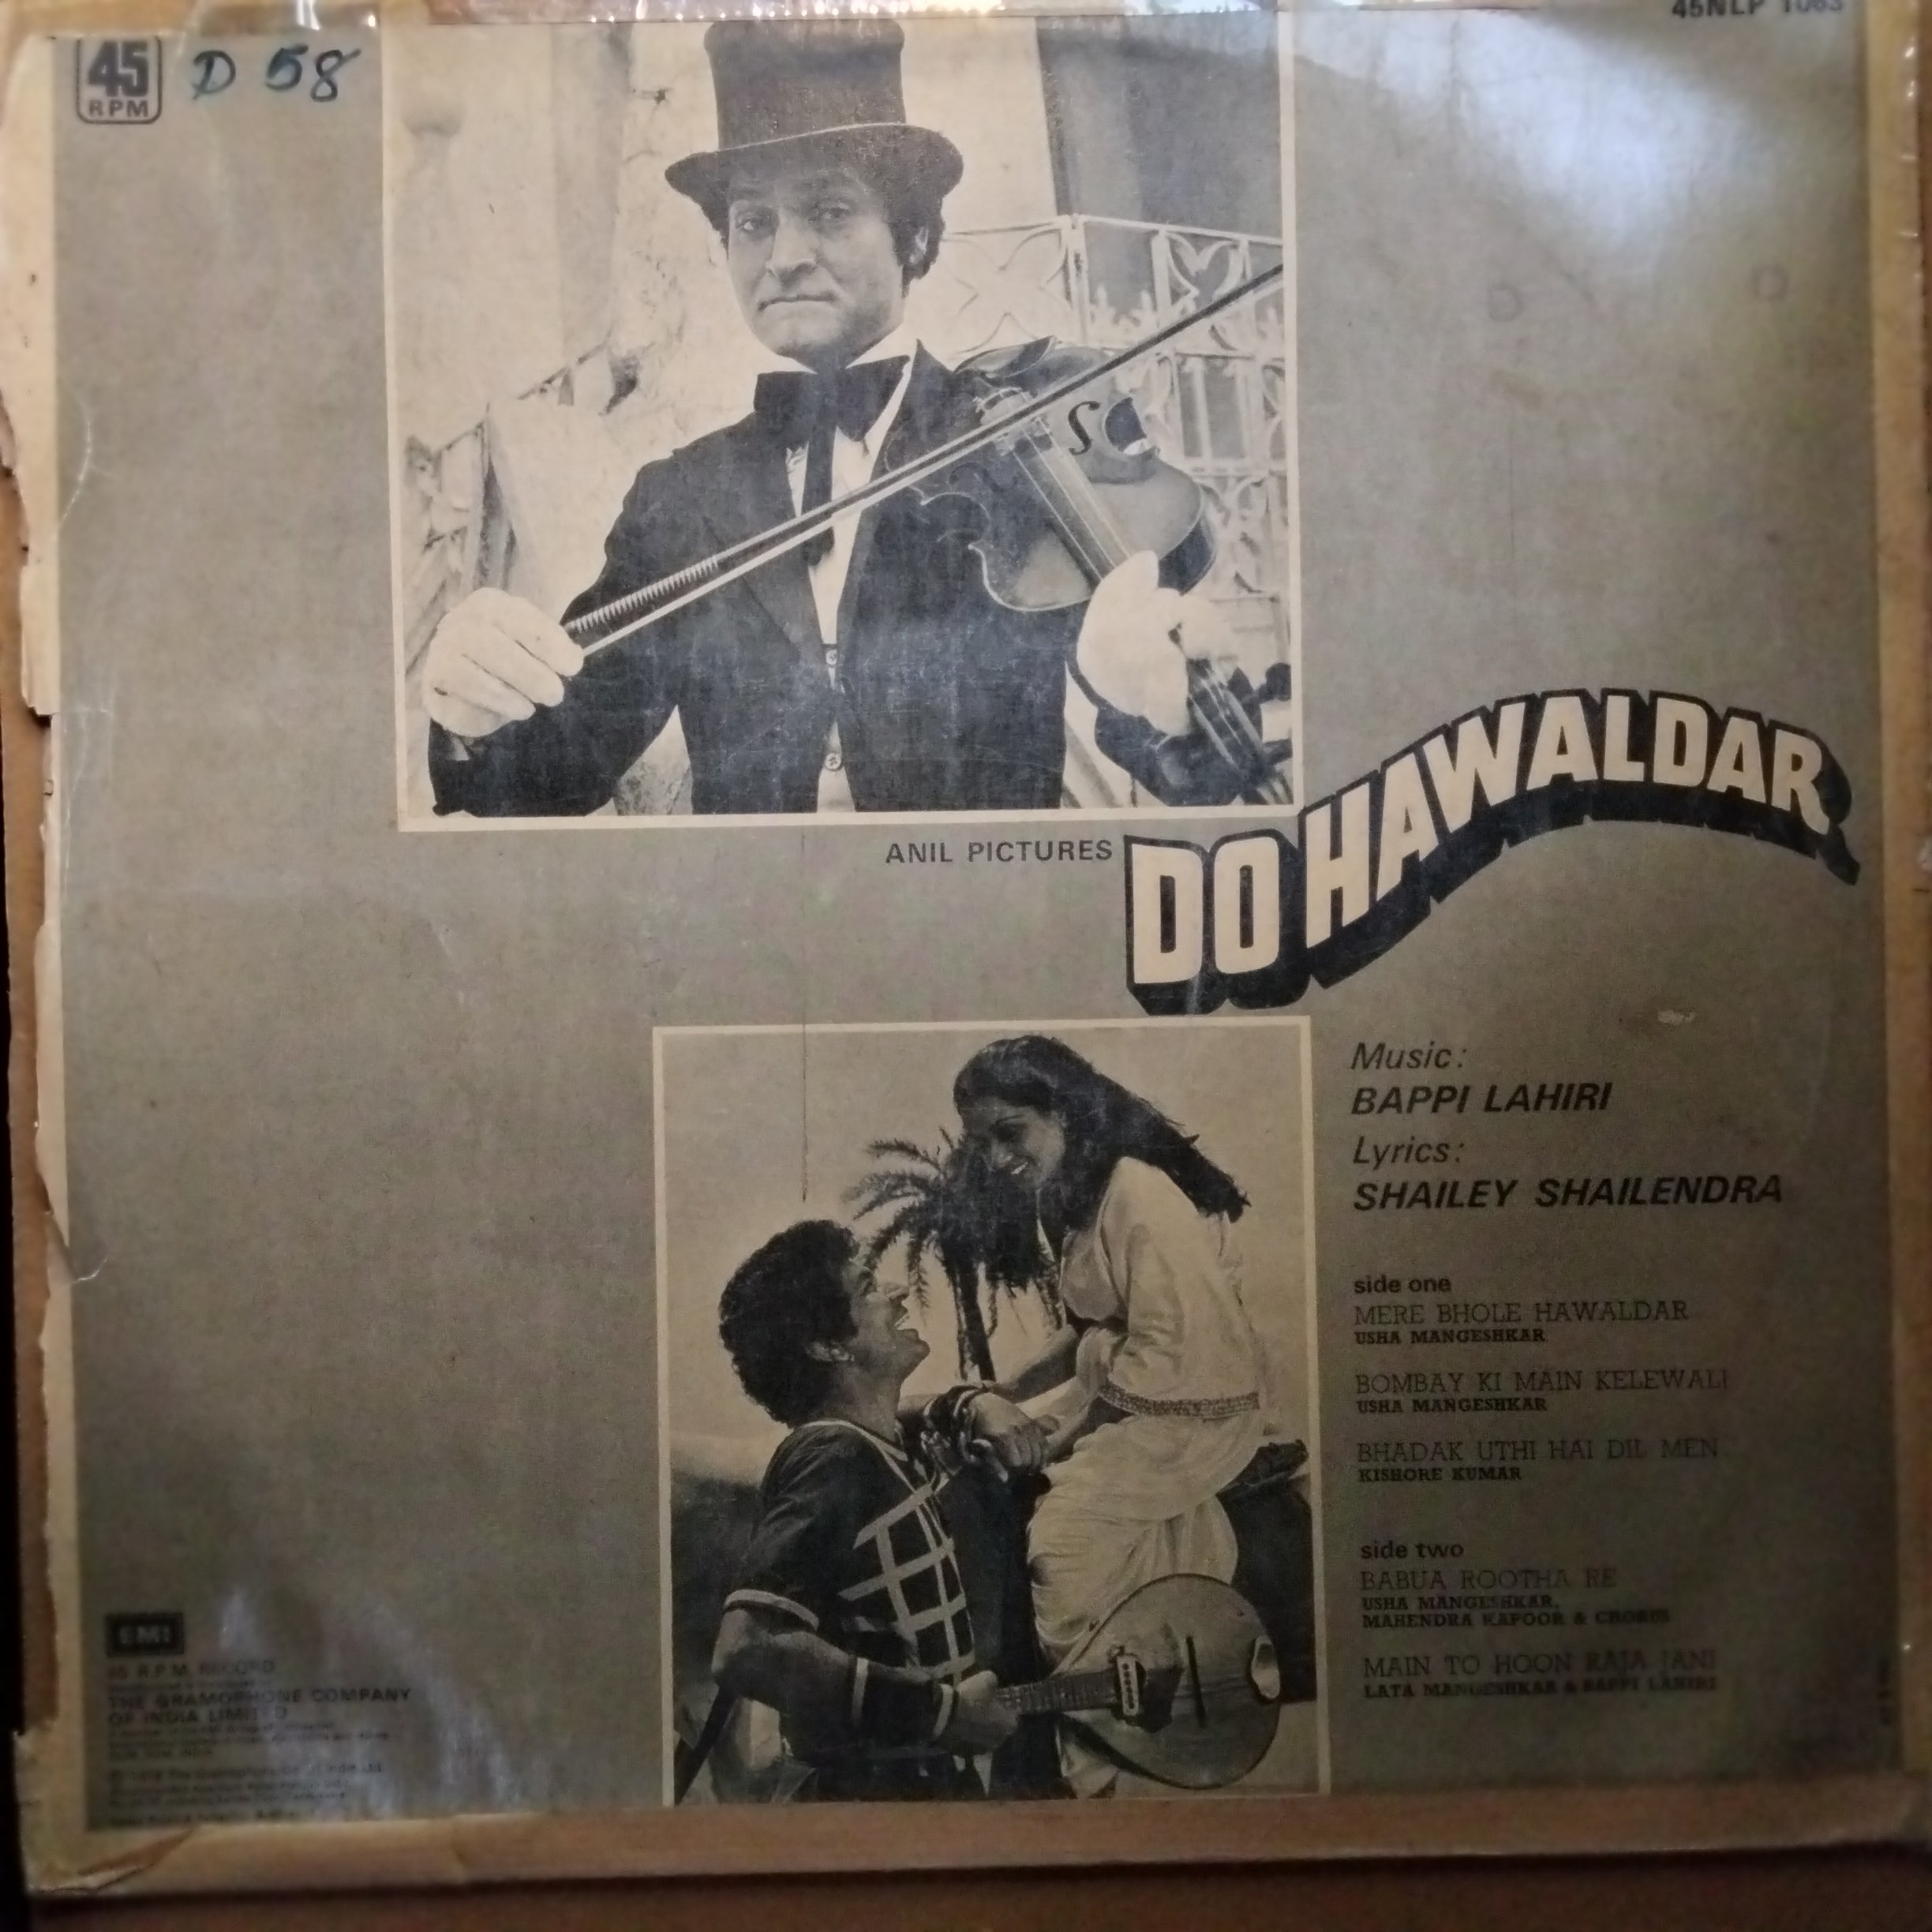 45NLP 1063
45
RPM
D 58
ANIL PICTURES
DO HAWALDAR
Music:
BAPPI LAHIRI
Lyrics:
SHAILEY SHAILENDRA
side one
MERE BHOLE HAWALDAR
USHA MANGESHKAR
BOMBAY KI MAIN KELEWALI
USHA MANGESHKAR
BHADAK UTHI HAI DIL MEN
KISHORE KUMAR
side two
BABUA ROOTHA RE
USHA MANGESHKAR,
MAHENDRA KAPOOR & CHORUS
MAIN TO HOON RAJA JANI
LATA MANGESHKAR & BAPPI LAHIRI
EMI
45 R.P.M. RECORD
THE GRAMOPHONE COMPANY
OF INDIA LIMITED